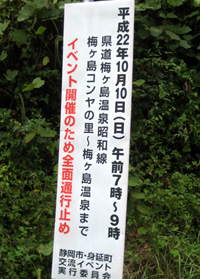 平成22年10月10日(日)午前7時〜9時
県道梅ヶ島温泉昭和線
梅ヶ島コンヤの里〜梅ヶ島温泉まで
イベント開催のため全面通行止め
静岡市・身延町
交流イベント
実行委員会